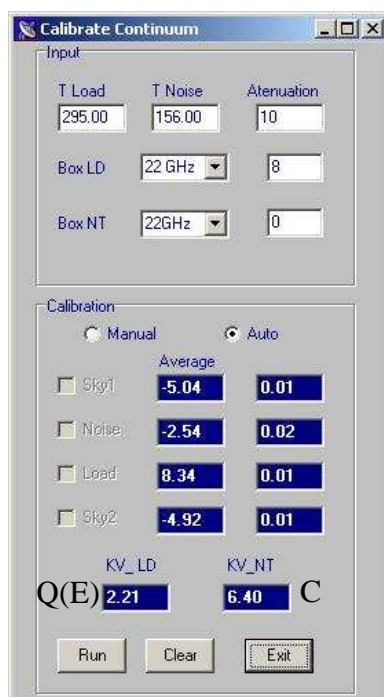 Calibrate Continuum
Input
T Load T Noise Atenuation
295.00 156.00 10
Box LD 22 GHz 8
Box NT 22GHz 0
Calibration
Manual Auto
Average
Sky1 -5.04 0.01
Noise -2.54 0.02
Load 8.34 0.01
Sky2 -4.92 0.01
KV_LD KV_NT
Q(E) 2.21 6.40 C
Run Clear Exit